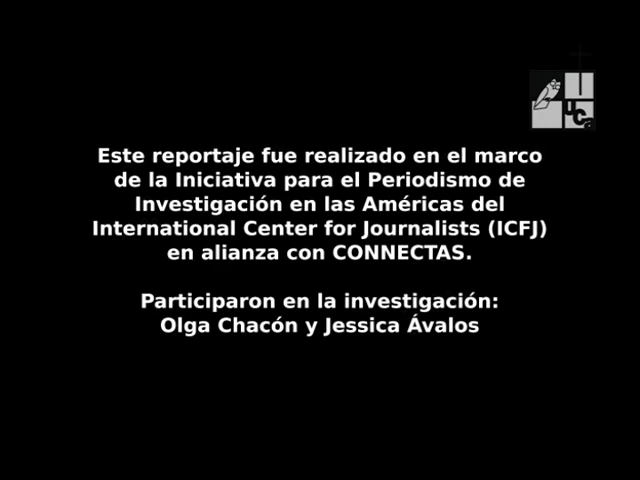 uca
Este reportaje fue realizado en el marco
de la Iniciativa para el Periodismo de
Investigación en las Américas del
International Center for Journalists (ICFJ)
en alianza con CONNECTAS.
Participaron en la investigación:
Olga Chacón y Jessica Ávalos